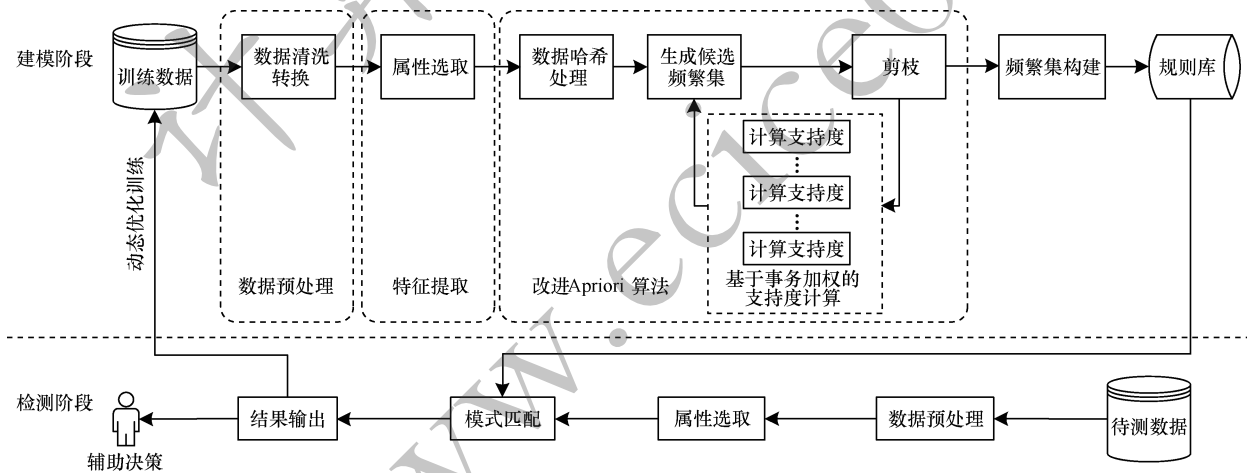 建模阶段
训练数据
数据清洗
转换
属性选取
数据哈希
处理
生成候选
频繁集
剪枝
频繁集构建
规则库
计算支持度
计算支持度
计算支持度
基于事务加权的
支持度计算
数据预处理
特征提取
改进Apriori 算法
动态优化训练
检测阶段
辅助决策
结果输出
模式匹配
属性选取
数据预处理
待测数据
www.ecice0